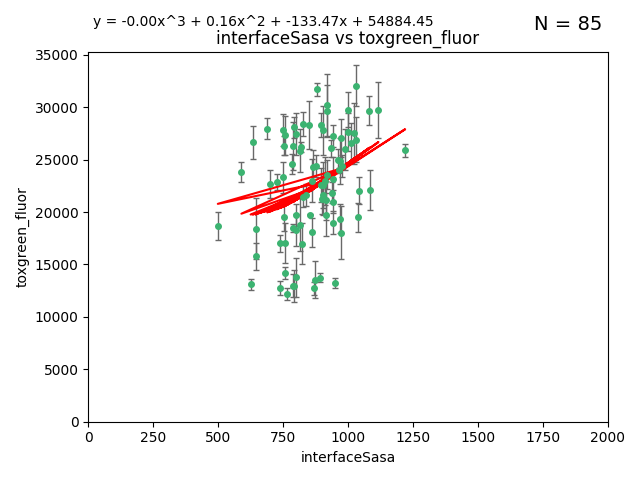 y = -0.00x^3 + 0.16x^2 + -133.47x + 54884.45
N = 85
interfaceSasa vs toxgreen_fluor
35000
30000
25000
20000
15000
10000
5000
0
toxgreen_fluor
0 250 500 750 1000 1250 1500 1750 2000
interfaceSasa